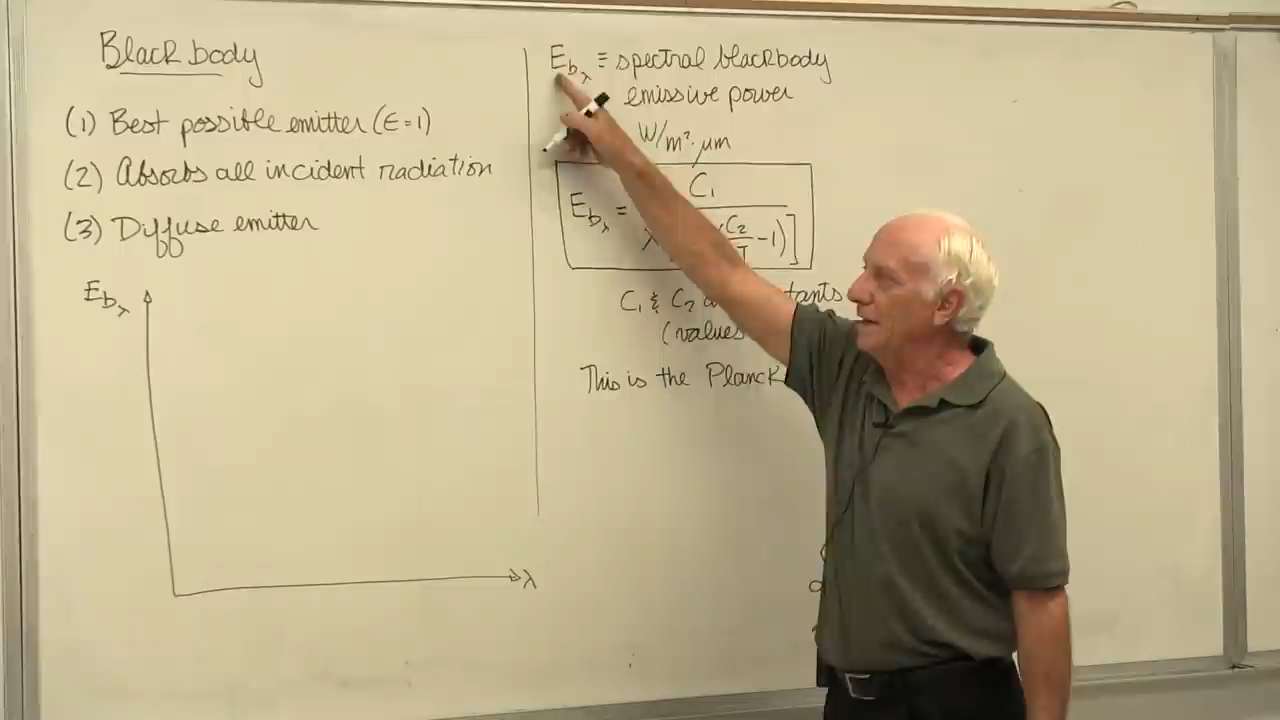 Black body
(1) Best possible emitter (ε=1)
(2) Absorbs all incident radiation
(3) Diffuse emitter
E_bλ
λ
E_bλ ≡ spectral blackbody
emissive power
W/m²·μm
E_bλ = C₁
λ (C₂/T -1)]
C₁ & C₂
(values
This is the Planck